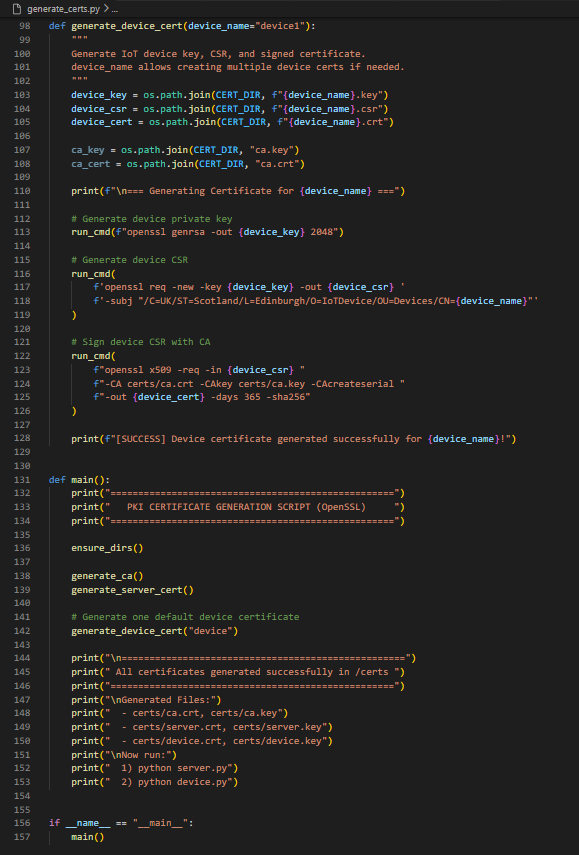 generate_certs.py > ...
98 def generate_device_cert(device_name="device1"):
99     """
100     Generate IoT device key, CSR, and signed certificate.
101     device_name allows creating multiple device certs if needed.
102     """
103     device_key = os.path.join(CERT_DIR, f"{device_name}.key")
104     device_csr = os.path.join(CERT_DIR, f"{device_name}.csr")
105     device_cert = os.path.join(CERT_DIR, f"{device_name}.crt")
106
107     ca_key = os.path.join(CERT_DIR, "ca.key")
108     ca_cert = os.path.join(CERT_DIR, "ca.crt")
109
110     print(f"\n=== Generating Certificate for {device_name} ===")
111
112     # Generate device private key
113     run_cmd(f"openssl genrsa -out {device_key} 2048")
114
115     # Generate device CSR
116     run_cmd(
117         f'openssl req -new -key {device_key} -out {device_csr} '
118         f'-subj "/C=UK/ST=Scotland/L=Edinburgh/O=IoTDevice/OU=Devices/CN={device_name}"'
119     )
120
121     # Sign device CSR with CA
122     run_cmd(
123         f"openssl x509 -req -in {device_csr} "
124         f"-CA certs/ca.crt -CAkey certs/ca.key -CAcreateserial "
125         f"-out {device_cert} -days 365 -sha256"
126     )
127
128     print(f"[SUCCESS] Device certificate generated successfully for {device_name}!")
129
130
131 def main():
132     print("===================================================")
133     print("   PKI CERTIFICATE GENERATION SCRIPT (OpenSSL)     ")
134     print("===================================================")
135
136     ensure_dirs()
137
138     generate_ca()
139     generate_server_cert()
140
141     # Generate one default device certificate
142     generate_device_cert("device")
143
144     print("\n===================================================")
145     print(" All certificates generated successfully in /certs ")
146     print("===================================================")
147     print("\nGenerated Files:")
148     print("  - certs/ca.crt, certs/ca.key")
149     print("  - certs/server.crt, certs/server.key")
150     print("  - certs/device.crt, certs/device.key")
151     print("\nNow run:")
152     print("  1) python server.py")
153     print("  2) python device.py")
154
155
156 if __name__ == "__main__":
157     main()